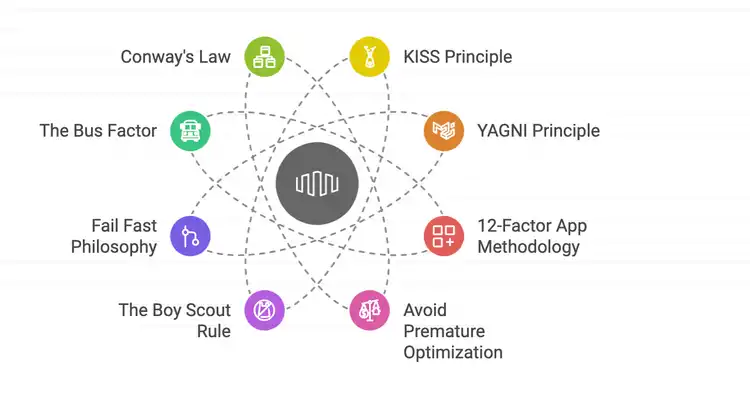 Conway's Law
KISS Principle
The Bus Factor
YAGNI Principle
Fail Fast
Philosophy
12-Factor App
Methodology
The Boy Scout
Rule
Avoid
Premature
Optimization